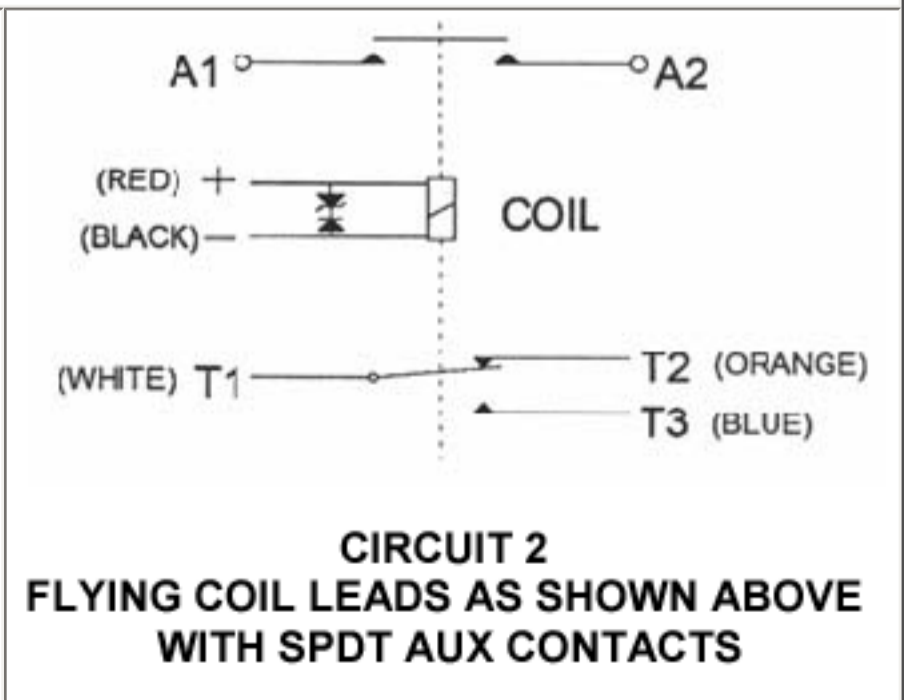 A1 A2
(RED) +
COIL
(BLACK) –
(WHITE) T1 T2 (ORANGE)
T3 (BLUE)
CIRCUIT 2
FLYING COIL LEADS AS SHOWN ABOVE
WITH SPDT AUX CONTACTS